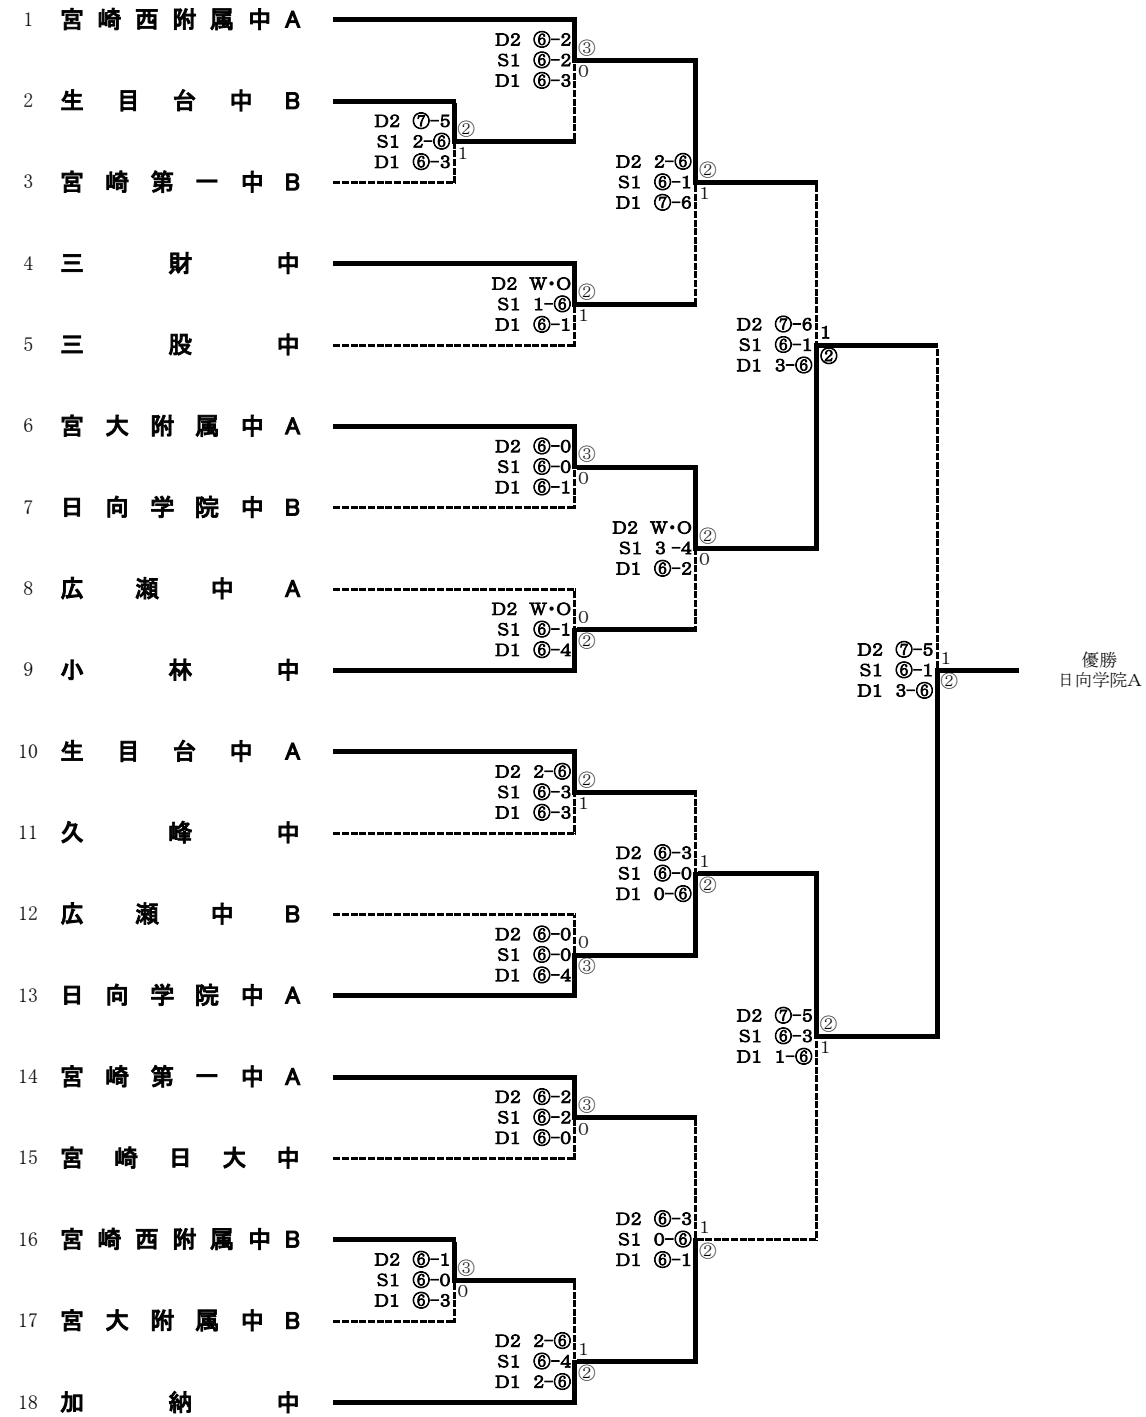 1 宮崎西附属中A
D2 ⑥-2 ③
S1 ⑥-2
D1 ⑥-3 0
2 生目台中B
D2 ⑦-5 ②
S1 2-⑥
D1 ⑥-3 1
3 宮崎第一中B
D2 2-⑥ ②
S1 ⑥-1
D1 ⑦-6 1
4 三財中
D2 W・O ②
S1 1-⑥
D1 ⑥-1 1
5 三股中
D2 ⑦-6 1
S1 ⑥-1
D1 3-⑥ ②
6 宮大附属中A
D2 ⑥-0 ③
S1 ⑥-0
D1 ⑥-1 0
7 日向学院中B
D2 W・O ②
S1 3-4
D1 ⑥-2 0
8 広瀬中A
D2 W・O 0
S1 ⑥-1
D1 ⑥-4 ②
9 小林中
D2 ⑦-5 1
S1 ⑥-1
D1 3-⑥ ②
優勝
日向学院A
10 生目台中A
D2 2-⑥ ②
S1 ⑥-3
D1 ⑥-3 1
11 久峰中
D2 ⑥-3 1
S1 ⑥-0
D1 0-⑥ ②
12 広瀬中B
D2 ⑥-0 0
S1 ⑥-0
D1 ⑥-4 ③
13 日向学院中A
D2 ⑦-5 ②
S1 ⑥-3
D1 1-⑥ 1
14 宮崎第一中A
D2 ⑥-2 ③
S1 ⑥-2
D1 ⑥-0 0
15 宮崎日大中
D2 ⑥-3 1
S1 0-⑥
D1 ⑥-1 ②
16 宮崎西附属中B
D2 ⑥-1 ③
S1 ⑥-0
D1 ⑥-3 0
17 宮大附属中B
D2 2-⑥ 1
S1 ⑥-4
D1 2-⑥ ②
18 加納中